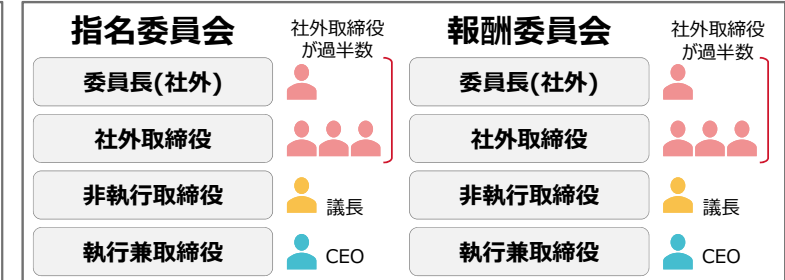 指名委員会
社外取締役
が過半数
委員長(社外)
社外取締役
非執行取締役
議長
執行兼取締役
CEO
報酬委員会
社外取締役
が過半数
委員長(社外)
社外取締役
非執行取締役
議長
執行兼取締役
CEO